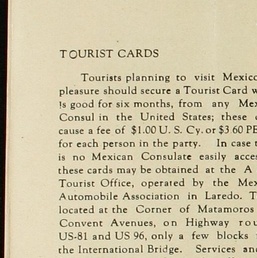 TOURIST CARDS
Tourists planning to visit Mexico
pleasure should secure a Tourist Card w
is good for six months, from any Mex
Consul in the United States; these
cause a fee of $1.00 U. S. Cy. or $3 60 PE
for each person in the party. In case t
is no Mexican Consulate easily acces
these cards may be obtained at the A
Tourist Office, operated by the Mex
Automobile Association in Laredo. T
located at the Corner of Matamoros
Convent Avenues, on Highway rou
US-81 and US 96, only a few blocks
the International Bridge. Services an